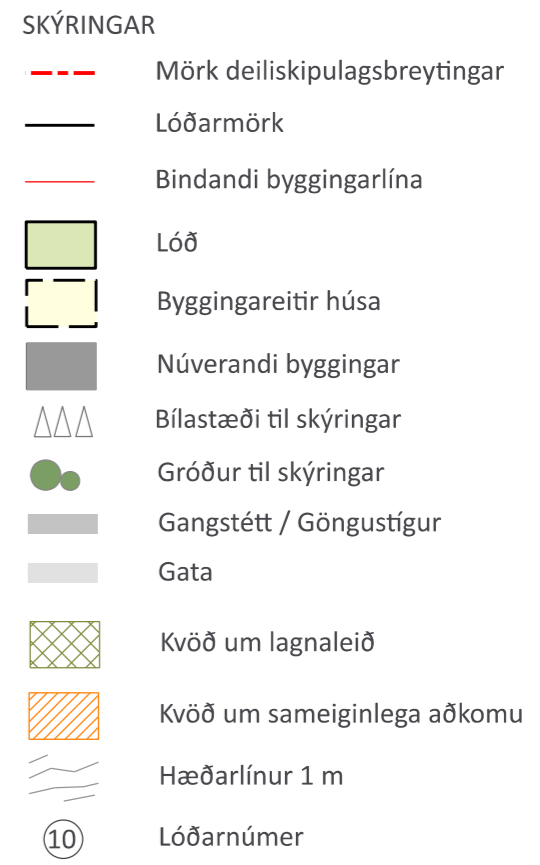 SKÝRINGAR
Mörk deiliskipulagsbreytingar
Lóðarmörk
Bindandi byggingarlína
Lóð
Byggingareitir húsa
Núverandi byggingar
Bílastæði til skýringar
Gróður til skýringar
Gangstétt / Göngustígur
Gata
Kvöð um lagnaleið
Kvöð um sameiginlega aðkomu
Hæðarlínur 1 m
10 Lóðarnúmer